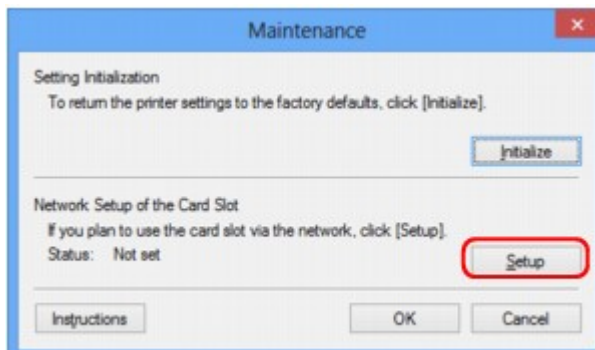 Maintenance
Setting Initialization
To return the printer settings to the factory defaults, click [Initialize].
Initialize
Network Setup of the Card Slot
If you plan to use the card slot via the network, click [Setup].
Status: Not set
Setup
Instructions OK Cancel